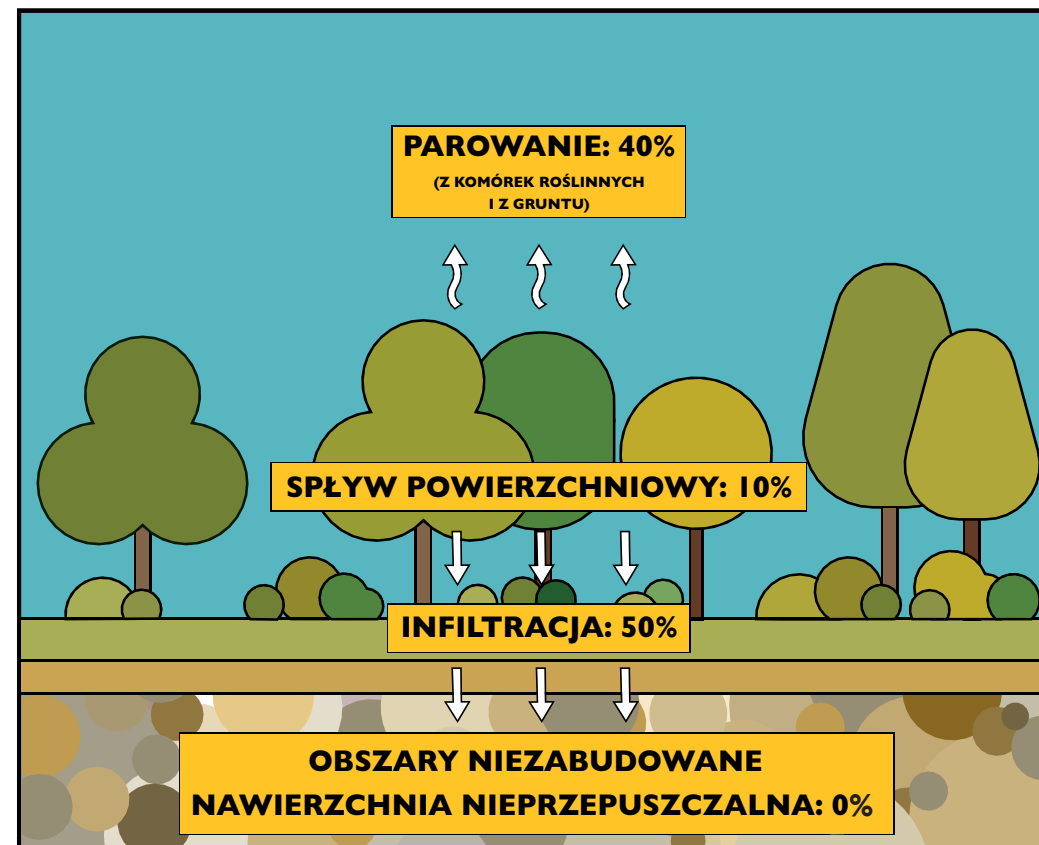 PAROWANIE: 40%
(Z KOMÓREK ROŚLINNYCH
I Z GRUNTU)
SPŁYW POWIERZCHNIOWY: 10%
INFILTRACJA: 50%
OBSZARY NIEZABUDOWANE
NAWIERZCHNIA NIEPRZEPUSZCZALNA: 0%